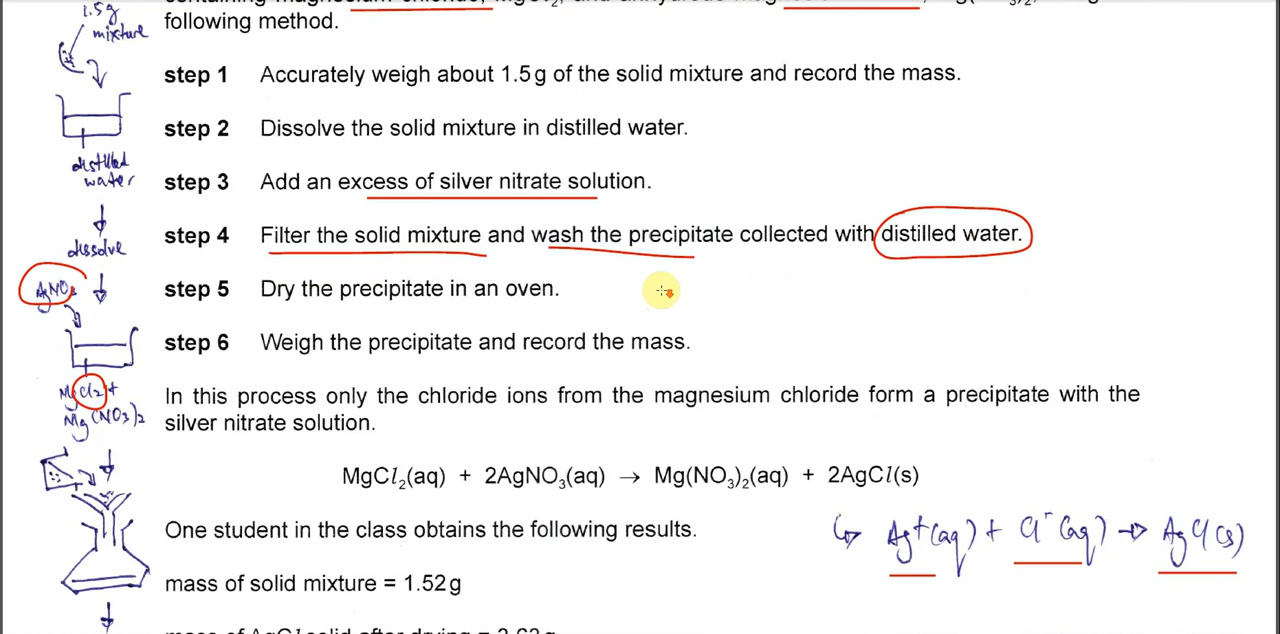 following method.
step 1 Accurately weigh about 1.5 g of the solid mixture and record the mass.
step 2 Dissolve the solid mixture in distilled water.
step 3 Add an excess of silver nitrate solution.
step 4 Filter the solid mixture and wash the precipitate collected with distilled water.
step 5 Dry the precipitate in an oven.
step 6 Weigh the precipitate and record the mass.
In this process only the chloride ions from the magnesium chloride form a precipitate with the
silver nitrate solution.
MgCl₂(aq) + 2AgNO₃(aq) → Mg(NO₃)₂(aq) + 2AgCl(s)
One student in the class obtains the following results.
mass of solid mixture = 1.52 g
1.5g
mixture
distilled
water
dissolve
AgNO₃
MgCl₂ +
Mg(NO₃)₂
Ag⁺(aq) + Cl⁻(aq) → AgCl(s)